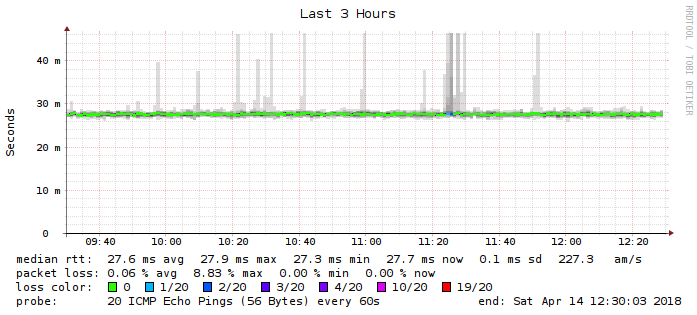 Last 3 Hours
RRDTOOL / TOBI OETIKER
Seconds
40 m
30 m
20 m
10 m
0
09:40 10:00 10:20 10:40 11:00 11:20 11:40 12:00 12:20
median rtt: 27.6 ms avg 27.9 ms max 27.3 ms min 27.7 ms now 0.1 ms sd 227.3 am/s
packet loss: 0.06 % avg 8.83 % max 0.00 % min 0.00 % now
loss color: 0 1/20 2/20 3/20 4/20 10/20 19/20
probe: 20 ICMP Echo Pings (56 Bytes) every 60s end: Sat Apr 14 12:30:03 2018